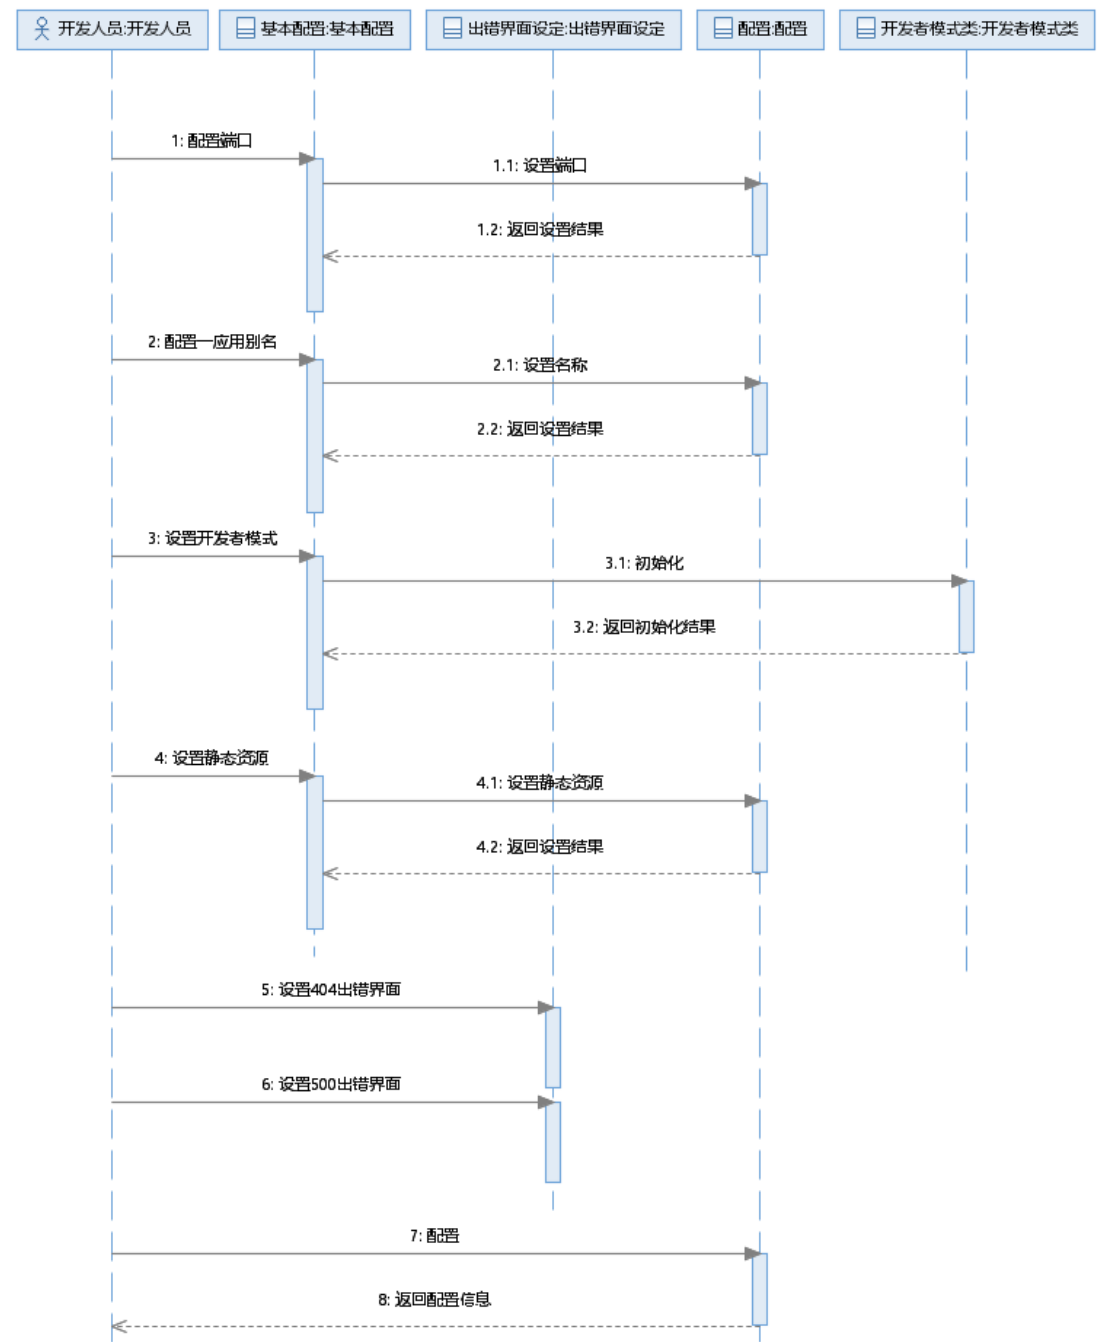 开发人员:开发人员
基本配置:基本配置
出错界面设定:出错界面设定
配置:配置
开发者模式类:开发者模式类
1: 配置端口
1.1: 设置端口
1.2: 返回设置结果
2: 配置一应用别名
2.1: 设置名称
2.2: 返回设置结果
3: 设置开发者模式
3.1: 初始化
3.2: 返回初始化结果
4: 设置静态资源
4.1: 设置静态资源
4.2: 返回设置结果
5: 设置404出错界面
6: 设置500出错界面
7: 配置
8: 返回配置信息